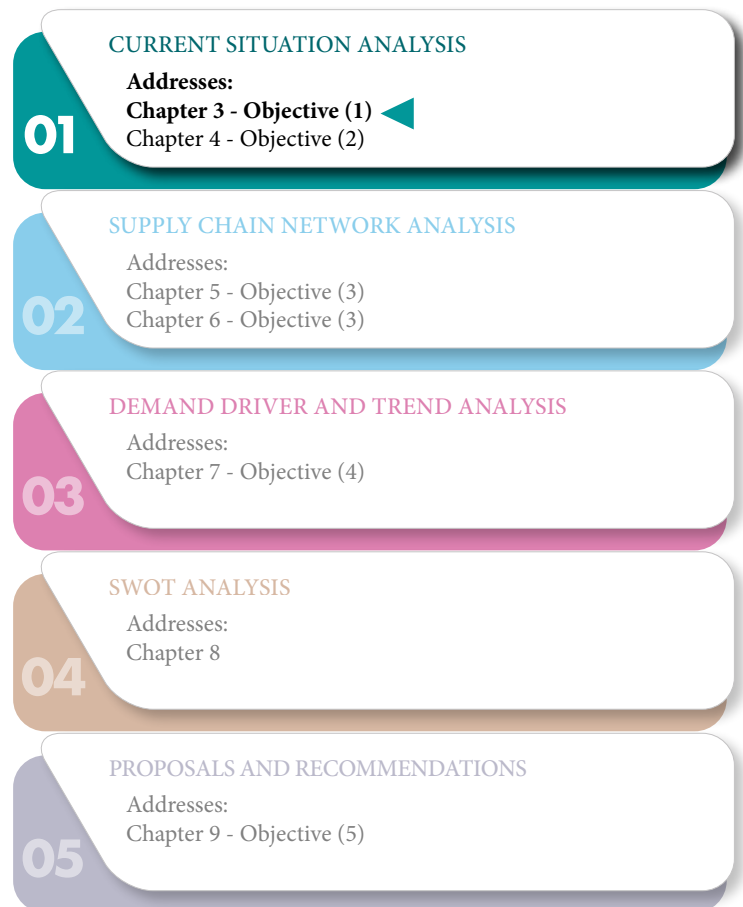 CURRENT SITUATION ANALYSIS
Addresses:
Chapter 3 - Objective (1)
Chapter 4 - Objective (2)
01
SUPPLY CHAIN NETWORK ANALYSIS
Addresses:
Chapter 5 - Objective (3)
Chapter 6 - Objective (3)
02
DEMAND DRIVER AND TREND ANALYSIS
Addresses:
Chapter 7 - Objective (4)
03
SWOT ANALYSIS
Addresses:
Chapter 8
04
PROPOSALS AND RECOMMENDATIONS
Addresses:
Chapter 9 - Objective (5)
05